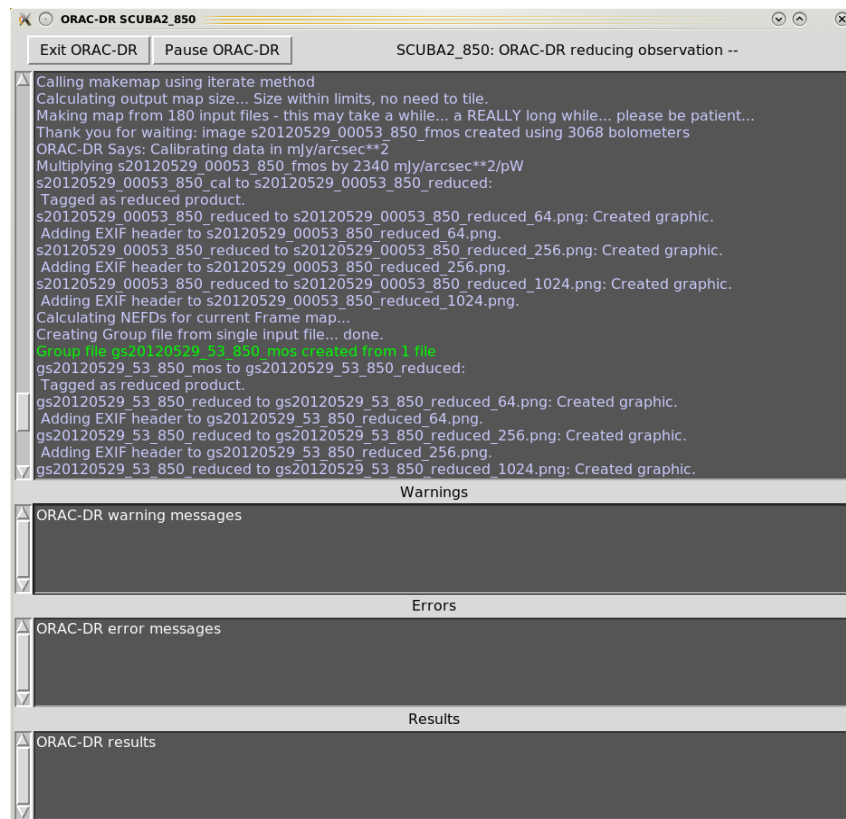 ORAC-DR SCUBA2_850
Exit ORAC-DR
Pause ORAC-DR
SCUBA2_850: ORAC-DR reducing observation --
Calling makemap using iterate method
Calculating output map size... Size within limits, no need to tile.
Making map from 180 input files - this may take a while... a REALLY long while... please be patient...
Thank you for waiting: image s20120529_00053_850_fmos created using 3068 bolometers
ORAC-DR Says: Calibrating data in mJy/arcsec**2
Multiplying s20120529_00053_850_fmos by 2340 mJy/arcsec**2/pW
s20120529_00053_850_cal to s20120529_00053_850_reduced:
Tagged as reduced product.
s20120529_00053_850_reduced to s20120529_00053_850_reduced_64.png: Created graphic.
Adding EXIF header to s20120529_00053_850_reduced_64.png.
s20120529_00053_850_reduced to s20120529_00053_850_reduced_256.png: Created graphic.
Adding EXIF header to s20120529_00053_850_reduced_256.png.
s20120529_00053_850_reduced to s20120529_00053_850_reduced_1024.png: Created graphic.
Adding EXIF header to s20120529_00053_850_reduced_1024.png.
Calculating NEFDs for current Frame map...
Creating Group file from single input file... done.
Group file gs20120529_53_850_mos created from 1 file
gs20120529_53_850_mos to gs20120529_53_850_reduced:
Tagged as reduced product.
gs20120529_53_850_reduced to gs20120529_53_850_reduced_64.png: Created graphic.
Adding EXIF header to gs20120529_53_850_reduced_64.png.
gs20120529_53_850_reduced to gs20120529_53_850_reduced_256.png: Created graphic.
Adding EXIF header to gs20120529_53_850_reduced_256.png.
gs20120529_53_850_reduced to gs20120529_53_850_reduced_1024.png: Created graphic.
Warnings
ORAC-DR warning messages
Errors
ORAC-DR error messages
Results
ORAC-DR results